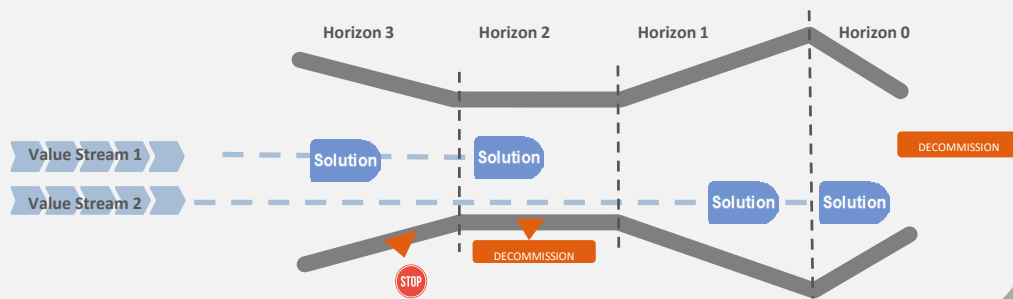 Horizon 3
Horizon 2
Horizon 1
Horizon 0
Value Stream 1
Solution
Solution
DECOMMISSION
Value Stream 2
Solution
Solution
DECOMMISSION
STOP